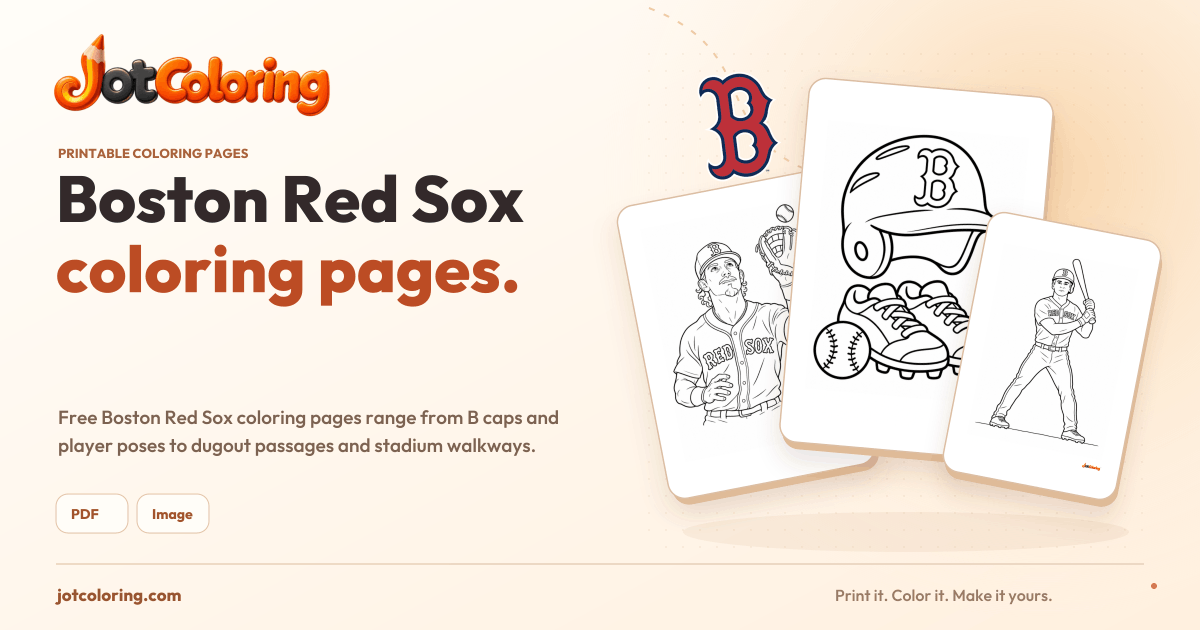 JotColoring
PRINTABLE COLORING PAGES
Boston Red Sox
coloring pages.
Free Boston Red Sox coloring pages range from B caps and
player poses to dugout passages and stadium walkways.
PDF
Image
B
B
RED SOX
jotcoloring.com
Print it. Color it. Make it yours.